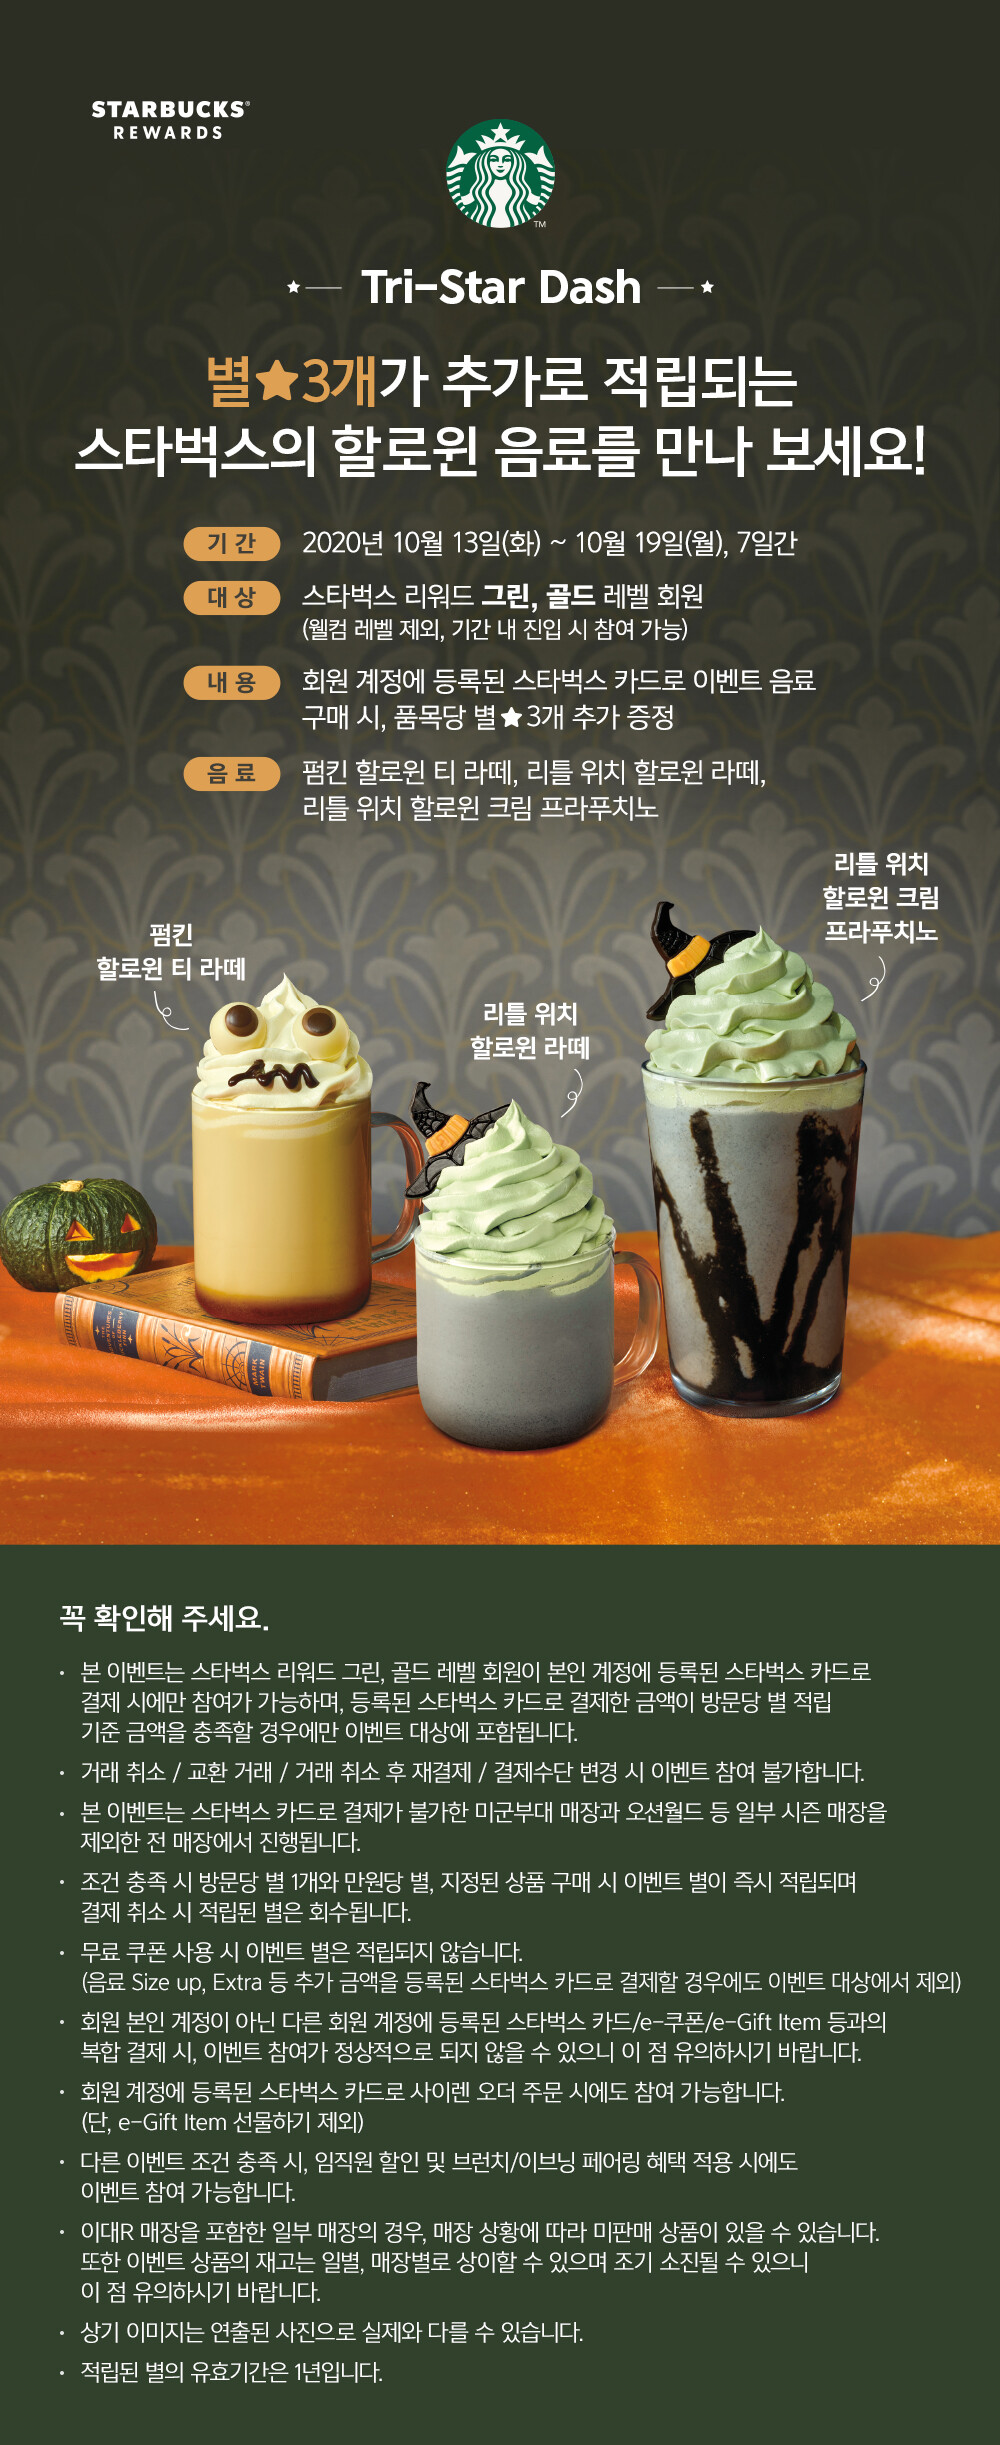 STARBUCKS®
REWARDS
TM
Tri-Star Dash
별★3개가 추가로 적립되는
스타벅스의 할로윈 음료를 만나 보세요!
기간 2020년 10월 13일(화) ~ 10월 19일(월), 7일간
대상 스타벅스 리워드 그린, 골드 레벨 회원
(웰컴 레벨 제외, 기간 내 진입 시 참여 가능)
내용 회원 계정에 등록된 스타벅스 카드로 이벤트 음료
구매 시, 품목당 별★3개 추가 증정
음료 펌킨 할로윈 티 라떼, 리틀 위치 할로윈 라떼,
리틀 위치 할로윈 크림 프라푸치노
리틀 위치
할로윈 크림
프라푸치노
펌킨
할로윈 티 라떼
리틀 위치
할로윈 라떼
MARK
TWAIN
꼭 확인해 주세요.
· 본 이벤트는 스타벅스 리워드 그린, 골드 레벨 회원이 본인 계정에 등록된 스타벅스 카드로
결제 시에만 참여가 가능하며, 등록된 스타벅스 카드로 결제한 금액이 방문당 별 적립
기준 금액을 충족할 경우에만 이벤트 대상에 포함됩니다.
· 거래 취소 / 교환 거래 / 거래 취소 후 재결제 / 결제수단 변경 시 이벤트 참여 불가합니다.
· 본 이벤트는 스타벅스 카드로 결제가 불가한 미군부대 매장과 오션월드 등 일부 시즌 매장을
제외한 전 매장에서 진행됩니다.
· 조건 충족 시 방문당 별 1개와 만원당 별, 지정된 상품 구매 시 이벤트 별이 즉시 적립되며
결제 취소 시 적립된 별은 회수됩니다.
· 무료 쿠폰 사용 시 이벤트 별은 적립되지 않습니다.
(음료 Size up, Extra 등 추가 금액을 등록된 스타벅스 카드로 결제할 경우에도 이벤트 대상에서 제외)
· 회원 본인 계정이 아닌 다른 회원 계정에 등록된 스타벅스 카드/e-쿠폰/e-Gift Item 등과의
복합 결제 시, 이벤트 참여가 정상적으로 되지 않을 수 있으니 이 점 유의하시기 바랍니다.
· 회원 계정에 등록된 스타벅스 카드로 사이렌 오더 주문 시에도 참여 가능합니다.
(단, e-Gift Item 선물하기 제외)
· 다른 이벤트 조건 충족 시, 임직원 할인 및 브런치/이브닝 페어링 혜택 적용 시에도
이벤트 참여 가능합니다.
· 이대R 매장을 포함한 일부 매장의 경우, 매장 상황에 따라 미판매 상품이 있을 수 있습니다.
또한 이벤트 상품의 재고는 일별, 매장별로 상이할 수 있으며 조기 소진될 수 있으니
이 점 유의하시기 바랍니다.
· 상기 이미지는 연출된 사진으로 실제와 다를 수 있습니다.
· 적립된 별의 유효기간은 1년입니다.